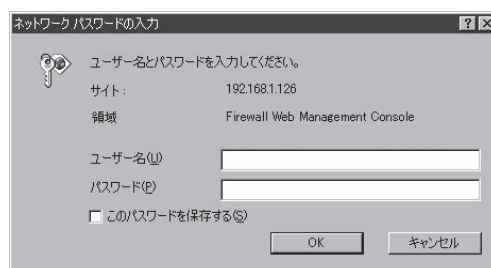 ネットワーク パスワードの入力
ユーザー名とパスワードを入力してください。
サイト: 192.168.1.126
領域 Firewall Web Management Console
ユーザー名(U)
パスワード(P)
このパスワードを保存する(S)
OK キャンセル